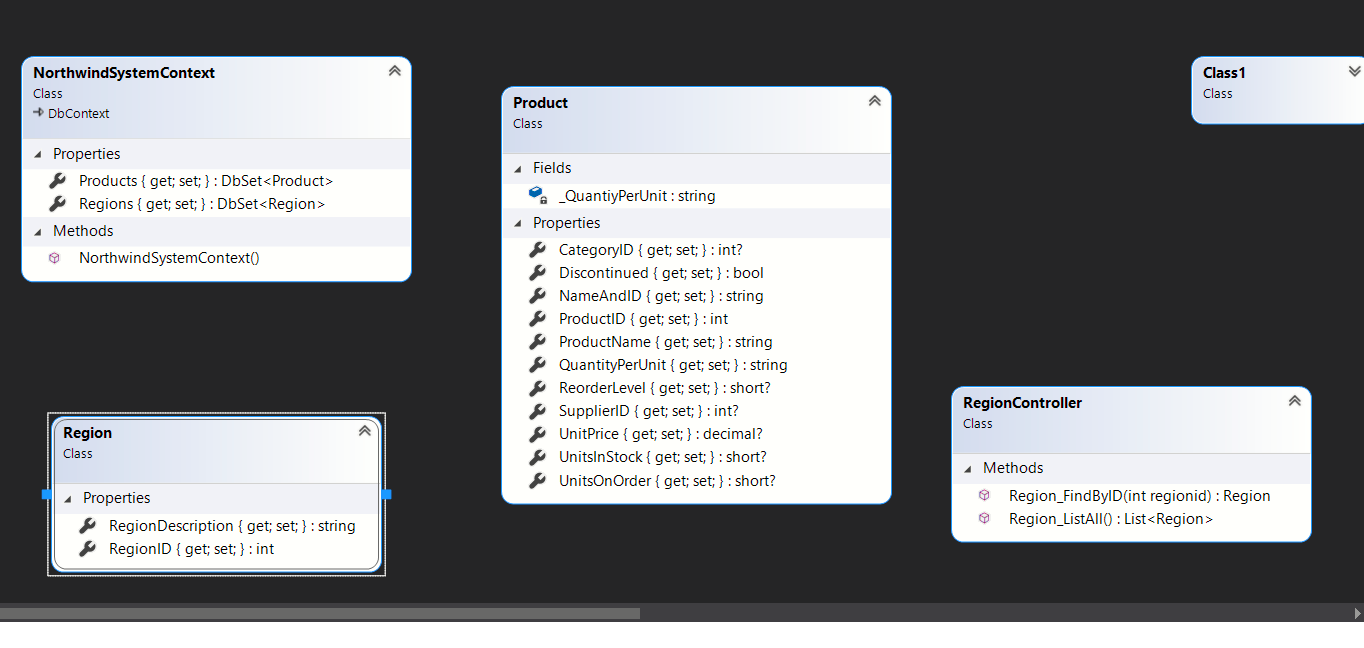 NorthwindSystemContext
Class
DbContext
Properties
Products { get; set; } : DbSet<Product>
Regions { get; set; } : DbSet<Region>
Methods
NorthwindSystemContext()
Product
Class
Fields
_QuantiyPerUnit : string
Properties
CategoryID { get; set; } : int?
Discontinued { get; set; } : bool
NameAndID { get; set; } : string
ProductID { get; set; } : int
ProductName { get; set; } : string
QuantityPerUnit { get; set; } : string
ReorderLevel { get; set; } : short?
SupplierID { get; set; } : int?
UnitPrice { get; set; } : decimal?
UnitsInStock { get; set; } : short?
UnitsOnOrder { get; set; } : short?
Class1
Class
Region
Class
Properties
RegionDescription { get; set; } : string
RegionID { get; set; } : int
RegionController
Class
Methods
Region_FindByID(int regionid) : Region
Region_ListAll() : List<Region>